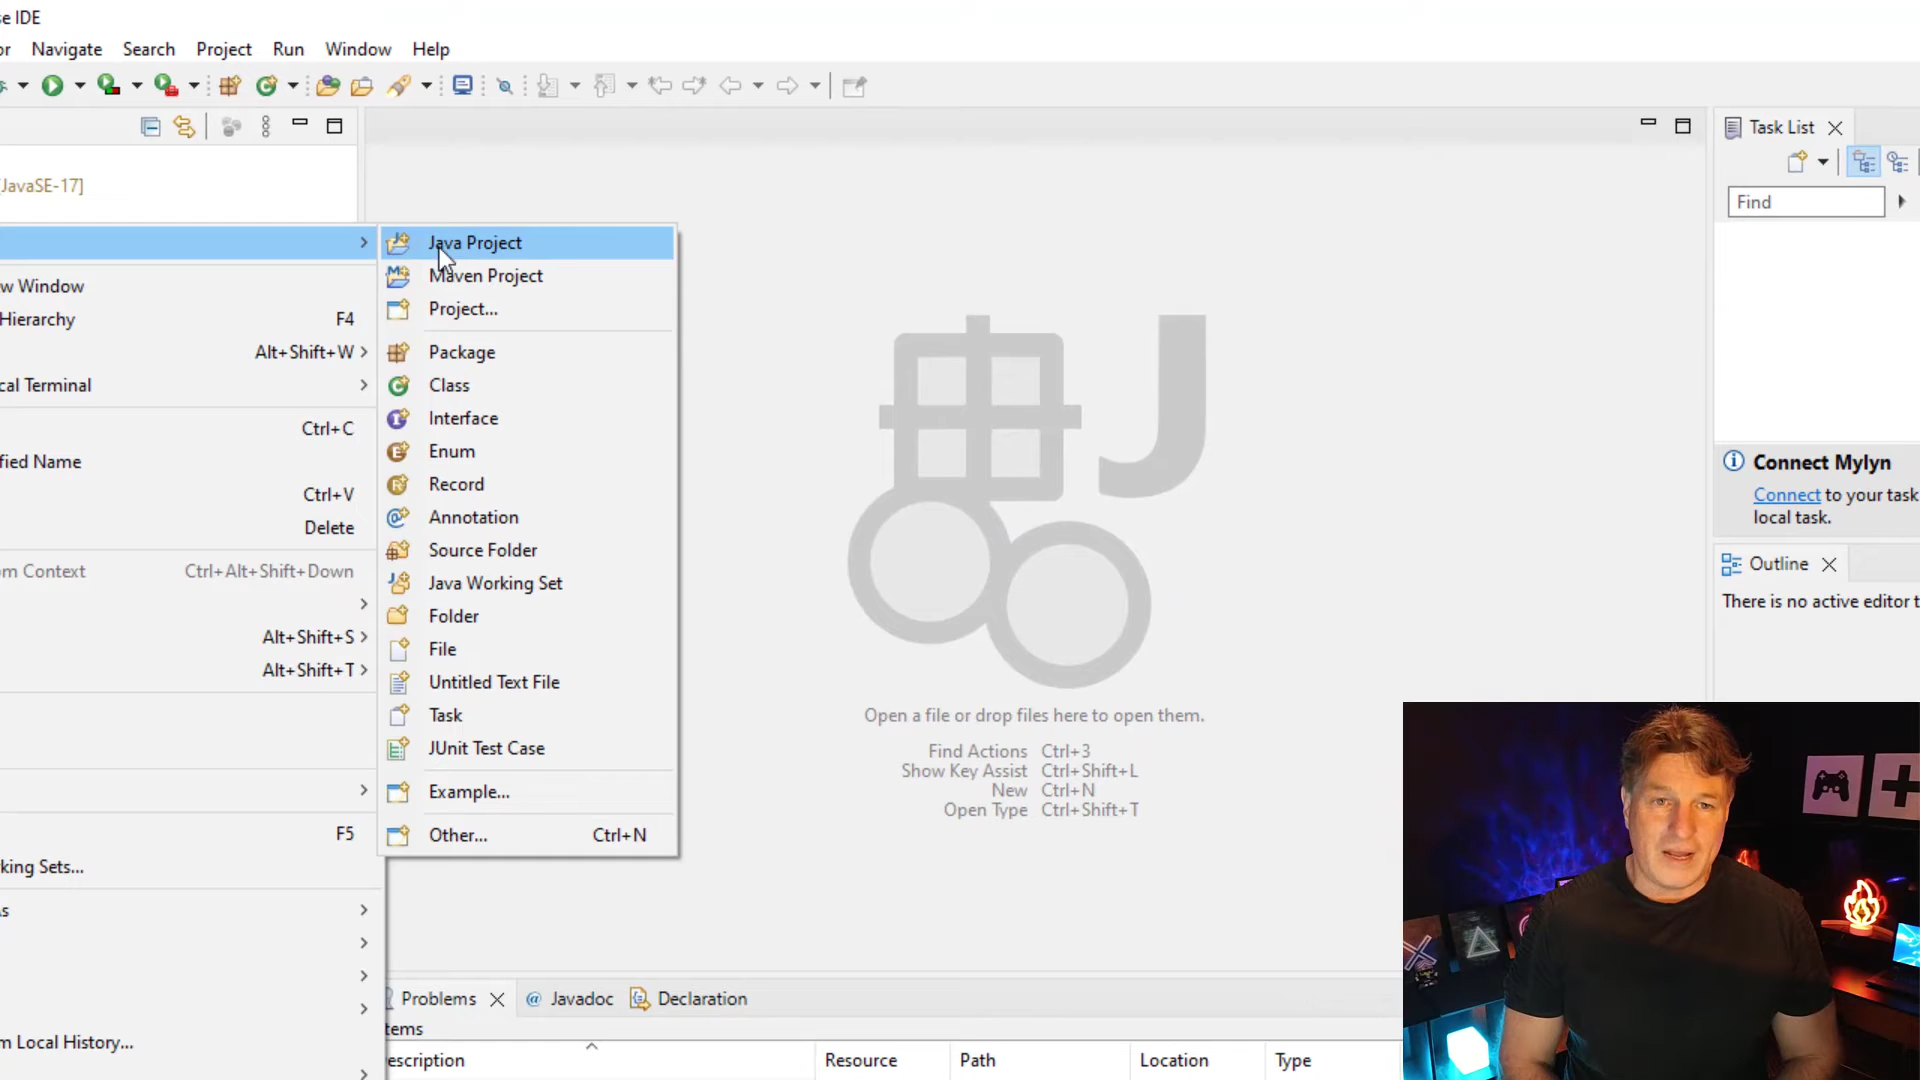 se IDE
or Navigate Search Project Run Window Help
Task List
[JavaSE-17]
Find
Java Project
Maven Project
Project...
Package
Class
Interface
Enum
Record
Annotation
Source Folder
Java Working Set
Folder
File
Untitled Text File
Task
JUnit Test Case
Example...
Other... Ctrl+N
w Window
Hierarchy F4
Alt+Shift+W
cal Terminal
Ctrl+C
fied Name
Ctrl+V
Delete
om Context Ctrl+Alt+Shift+Down
Alt+Shift+S
Alt+Shift+T
F5
king Sets...
As
m Local History...
J
Open a file or drop files here to open them.
Find Actions Ctrl+3
Show Key Assist Ctrl+Shift+L
New Ctrl+N
Open Type Ctrl+Shift+T
Connect Mylyn
Connect to your task
local task.
Outline
There is no active editor t
Problems @ Javadoc Declaration
tems
escription Resource Path Location Type